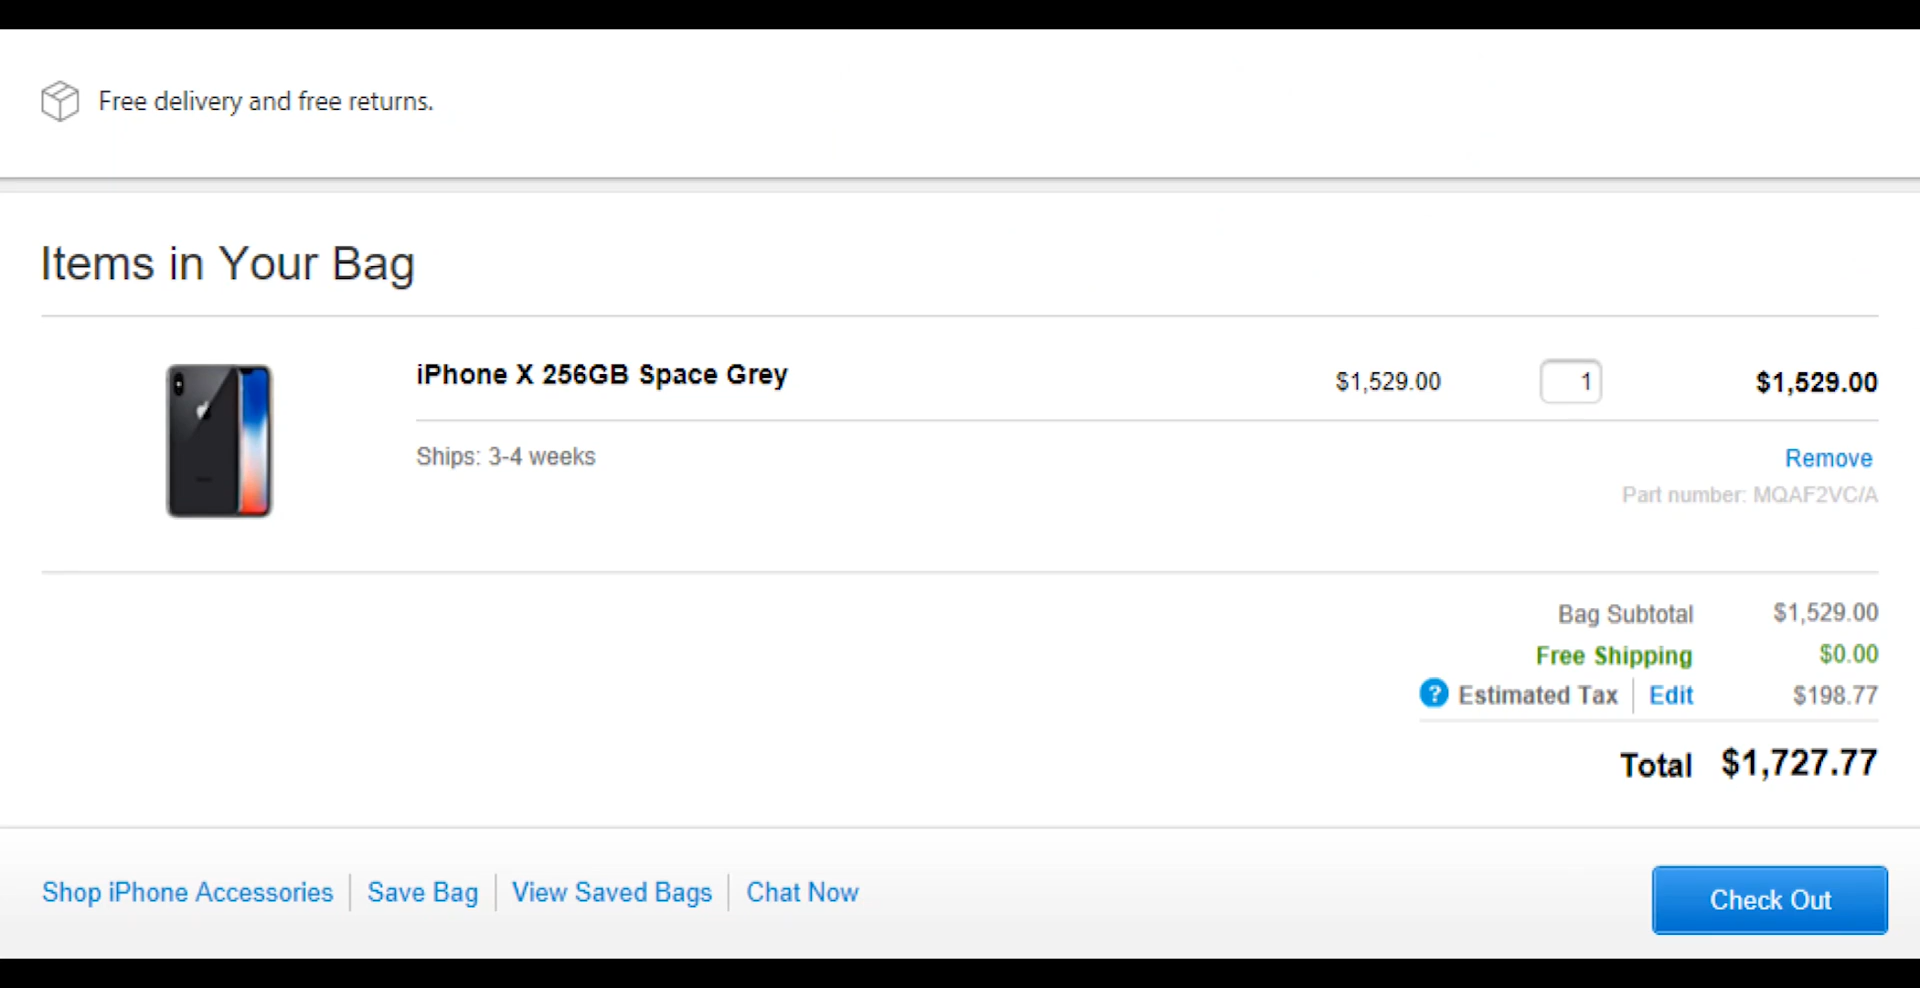 Free delivery and free returns.
Items in Your Bag
iPhone X 256GB Space Grey $1,529.00 1 $1,529.00
Ships: 3-4 weeks Remove
Part number: MQAF2VC/A
Bag Subtotal $1,529.00
Free Shipping $0.00
? Estimated Tax Edit $198.77
Total $1,727.77
Shop iPhone Accessories Save Bag View Saved Bags Chat Now Check Out